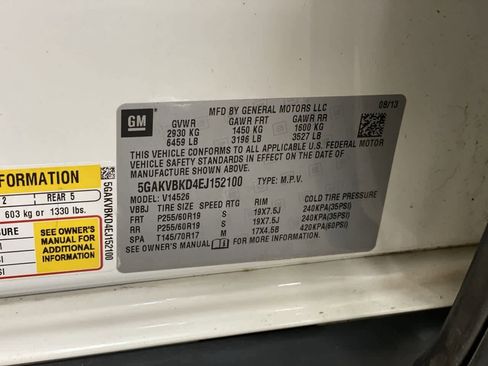 GM
MFD BY GENERAL MOTORS LLC
08/13
GVWR GAWR FRT GAWR RR
2930 KG 1450 KG 1600 KG
6459 LB 3196 LB 3527 LB
THIS VEHICLE CONFORMS TO ALL APPLICABLE U.S. FEDERAL MOTOR
VEHICLE SAFETY STANDARDS IN EFFECT ON THE DATE OF
MANUFACTURE SHOWN ABOVE.
5GAKVBKD4EJ152100 TYPE: M.P.V.
MODEL: V14526
VBBJ TIRE SIZE SPEED RTG RIM COLD TIRE PRESSURE
FRT P255/60R19 S 19X7.5J 240KPA(35PSI)
RR P255/60R19 S 19X7.5J 240KPA(35PSI)
SPA T145/70R17 M 17X4.5B 420KPA(60PSI)
SEE OWNER'S MANUAL FOR MORE INFORMATION
FORMATION
2 REAR 5
603 kg or 1330 lbs.
SEE OWNER'S
MANUAL FOR
ADDITIONAL
INFORMATION
5GAKVBKD4EJ152100